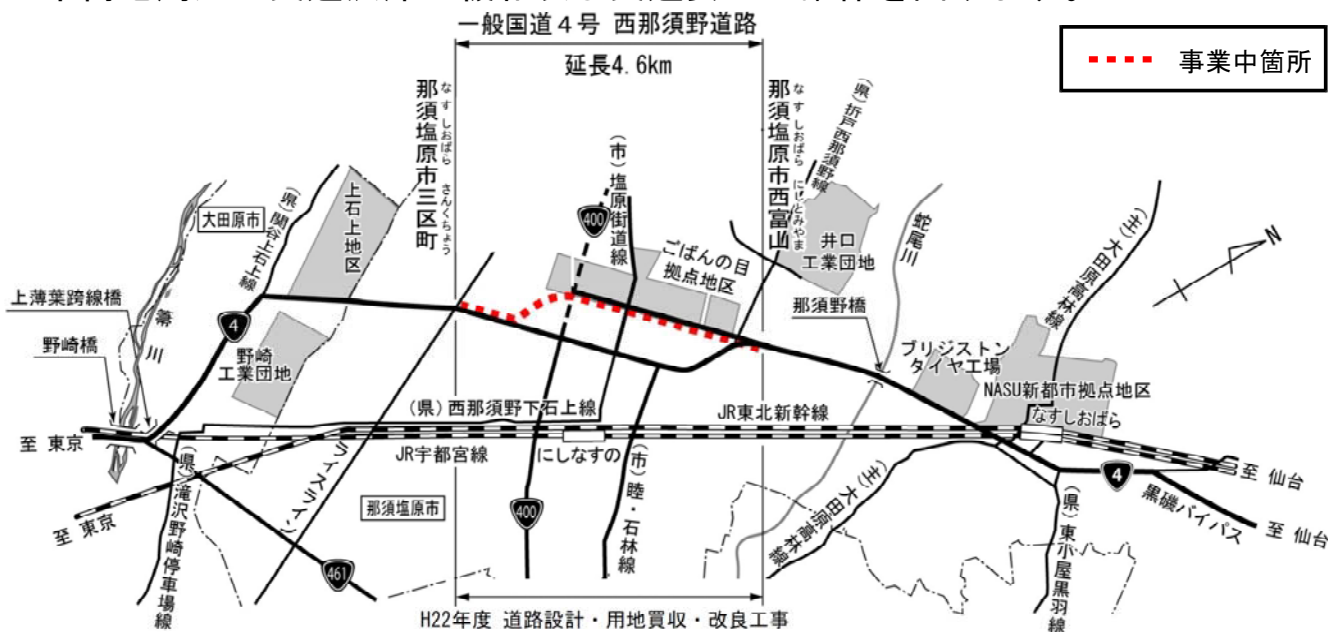 一般国道４号 西那須野道路
延長4.6km
事業中箇所
那須塩原市三区町
なすしおばら さんくちょう
那須塩原市西富山
なすしおばら にしとみやま
(県)折戸西那須野線
(市)塩原街道線
400
大田原市
(県)関谷上石上線
上石上地区
ごばんの目
拠点地区
井口
工業団地
蛇尾川
(主)大田原高林線
N
上薄葉跨線橋
箒川
4
野崎橋
野崎
工業団地
那須野橋
ブリジストン
タイヤ工場
NASU新都市拠点地区
なすしおばら
(県)西那須野下石上線
JR東北新幹線
至 東京
JR宇都宮線
にしなすの
ライスライン
(市)睦・石林線
(主)大田原高林線
4
至 仙台
黒磯バイパス
至 仙台
至 東京
(県)滝沢野崎停車場線
那須塩原市
400
461
(県)東小屋黒羽線
H22年度 道路設計・用地買収・改良工事